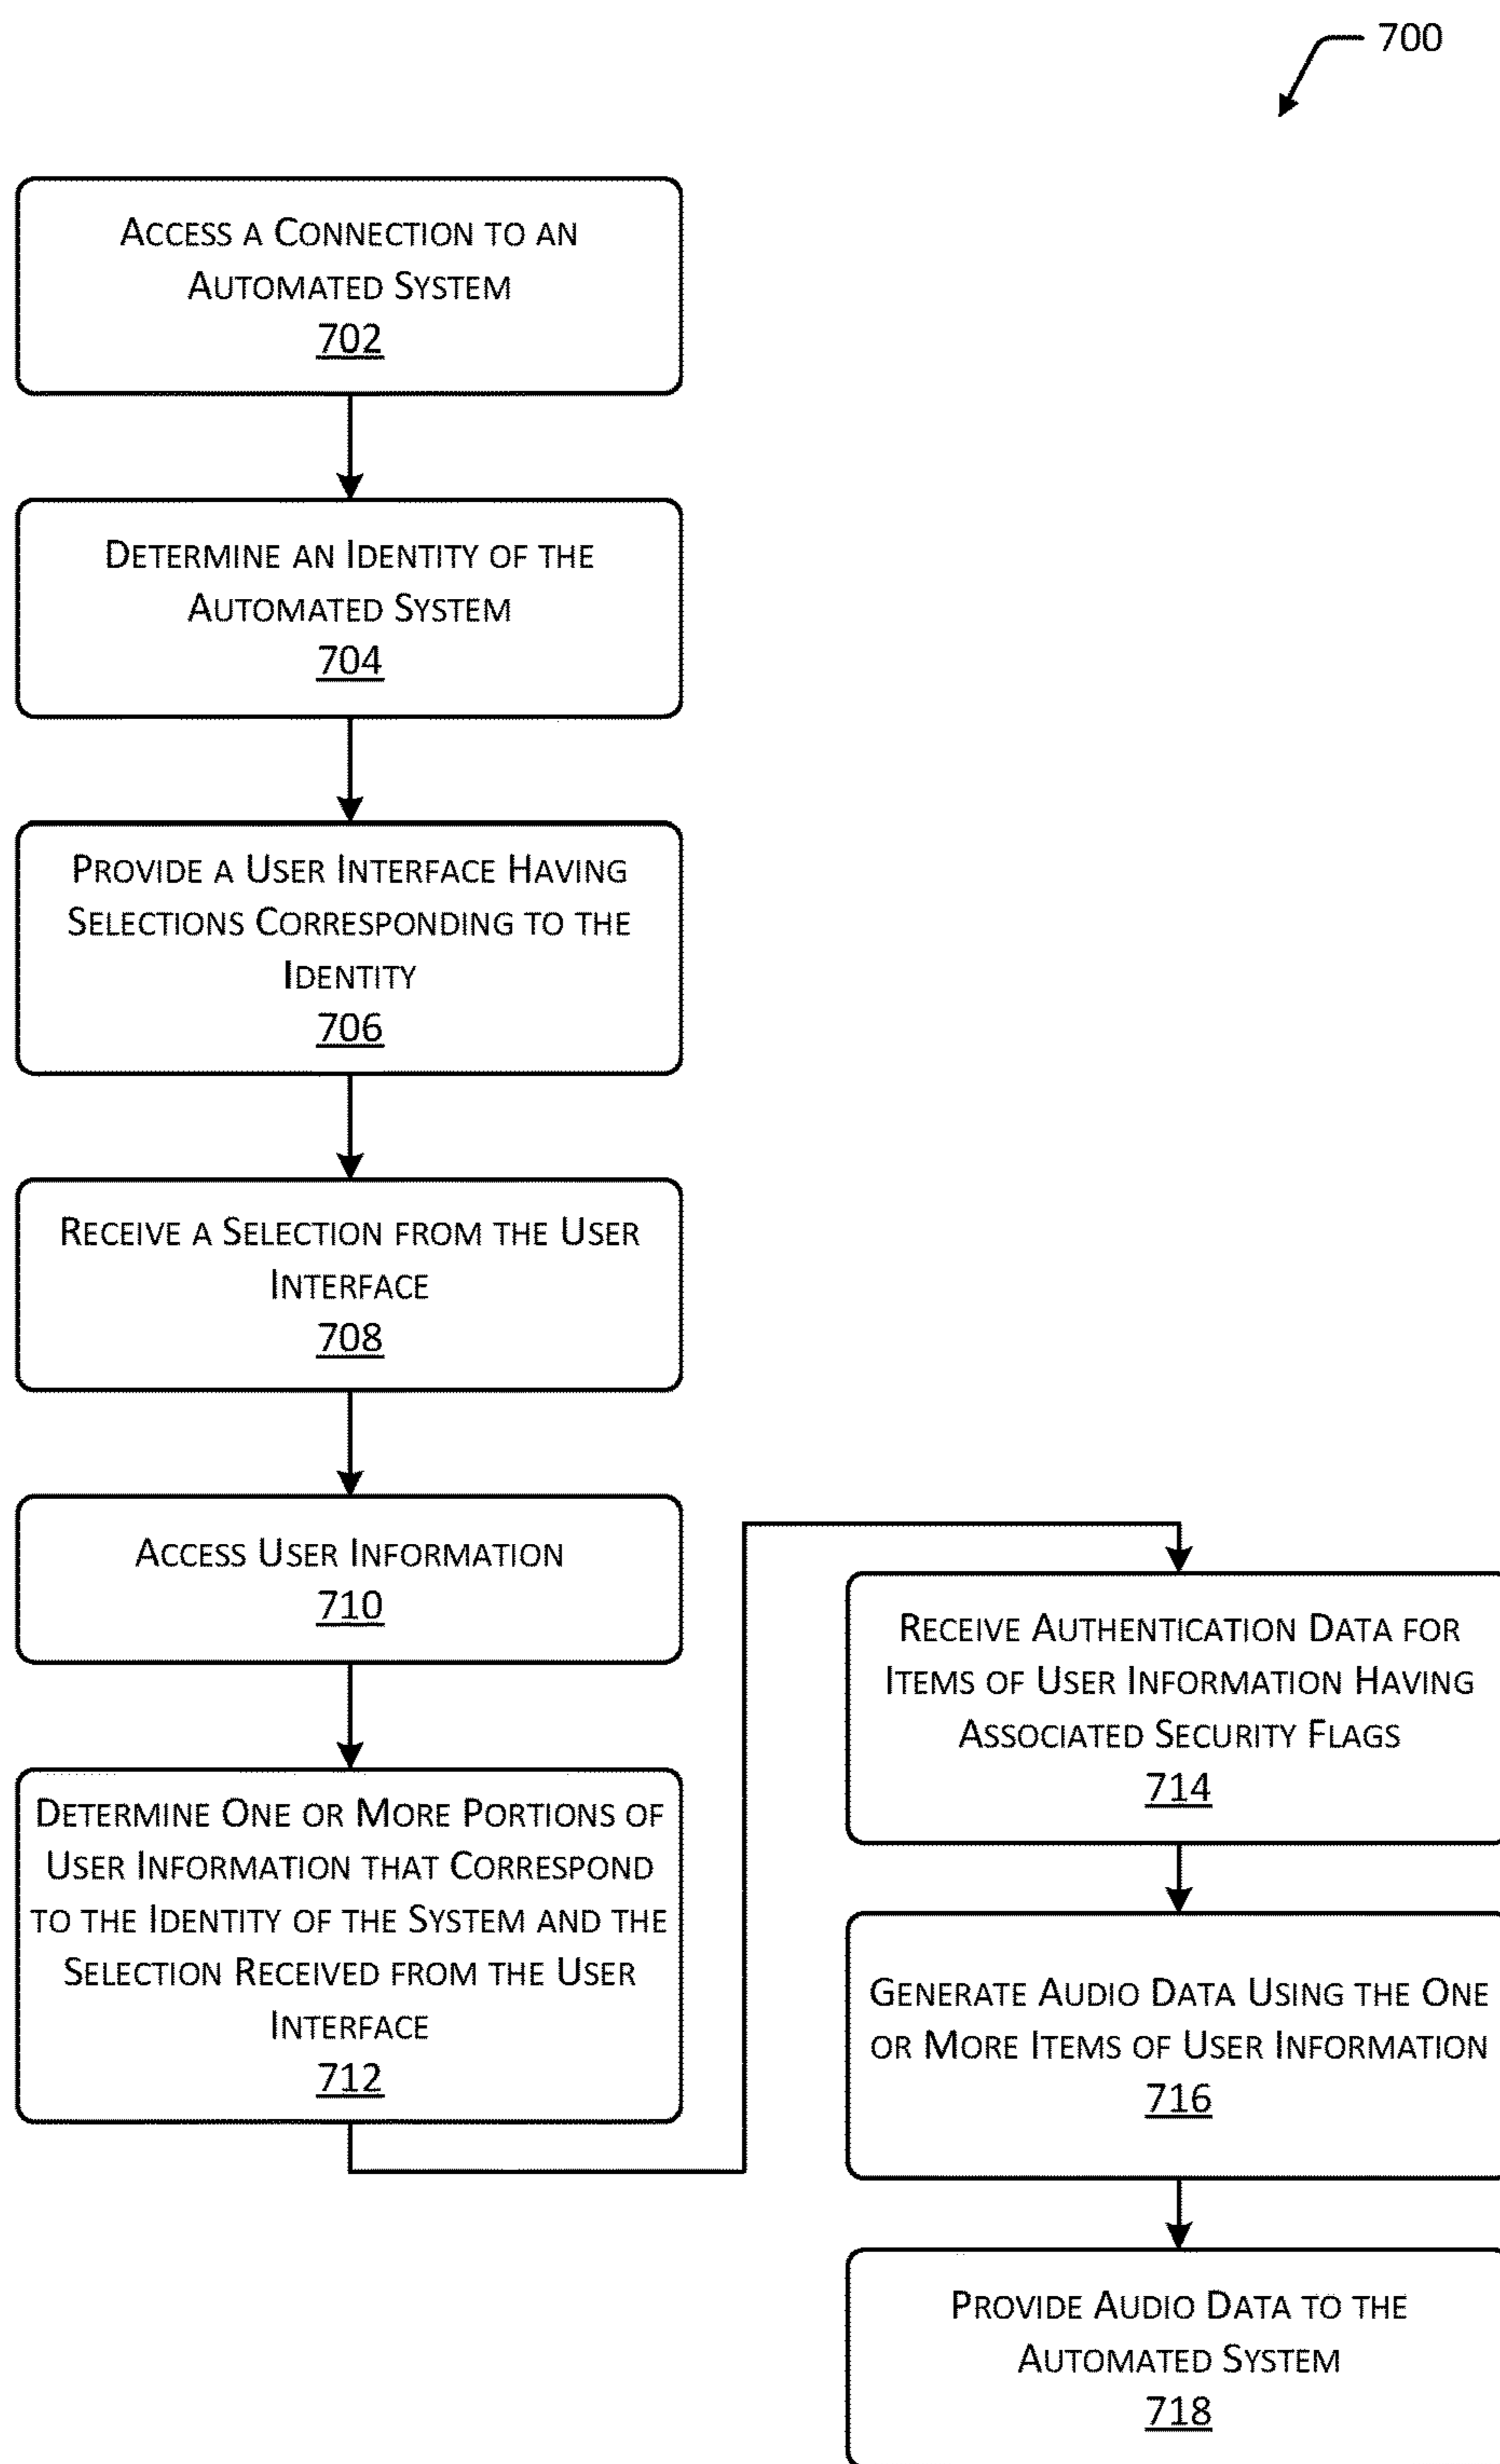 700
ACCESS A CONNECTION TO AN
AUTOMATED SYSTEM
702
DETERMINE AN IDENTITY OF THE
AUTOMATED SYSTEM
704
PROVIDE A USER INTERFACE HAVING
SELECTIONS CORRESPONDING TO THE
IDENTITY
706
RECEIVE A SELECTION FROM THE USER
INTERFACE
708
ACCESS USER INFORMATION
710
DETERMINE ONE OR MORE PORTIONS OF
USER INFORMATION THAT CORRESPOND
TO THE IDENTITY OF THE SYSTEM AND THE
SELECTION RECEIVED FROM THE USER
INTERFACE
712
RECEIVE AUTHENTICATION DATA FOR
ITEMS OF USER INFORMATION HAVING
ASSOCIATED SECURITY FLAGS
714
GENERATE AUDIO DATA USING THE ONE
OR MORE ITEMS OF USER INFORMATION
716
PROVIDE AUDIO DATA TO THE
AUTOMATED SYSTEM
718